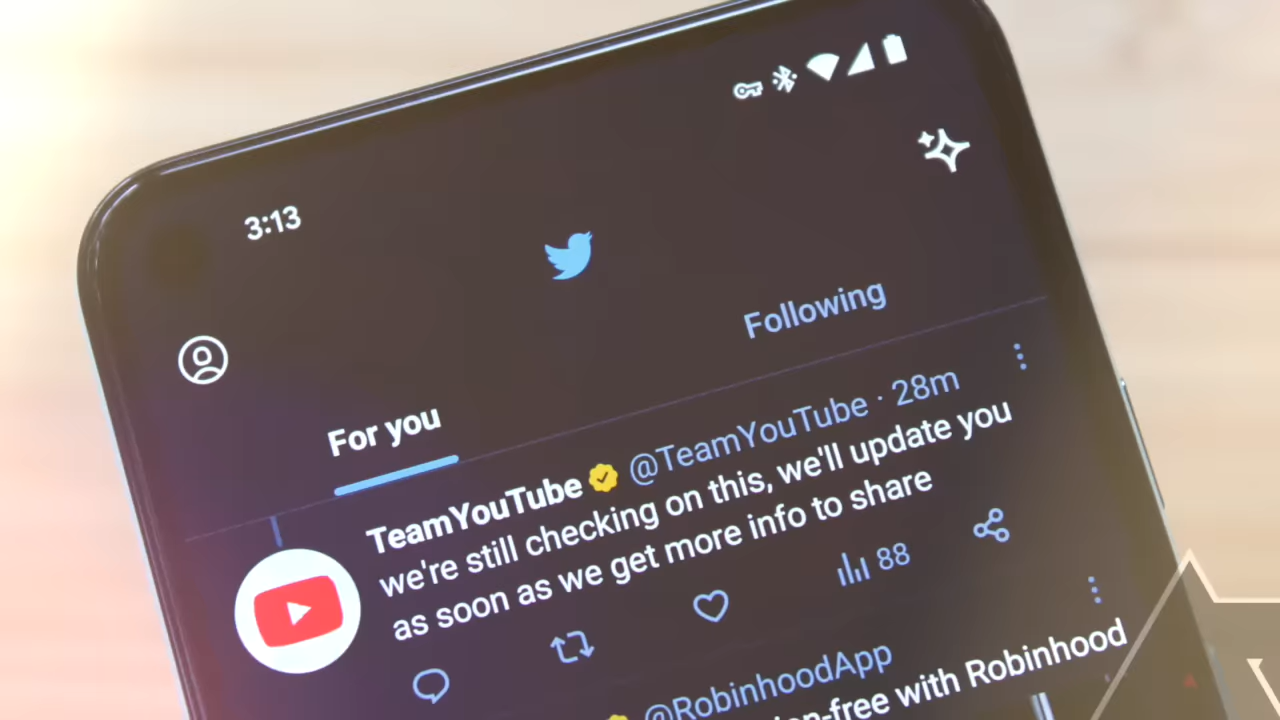 3:13
For you
Following
TeamYouTube @TeamYouTube · 28m
we're still checking on this, we'll update you
as soon as we get more info to share
88
@RobinhoodApp
with Robinhood